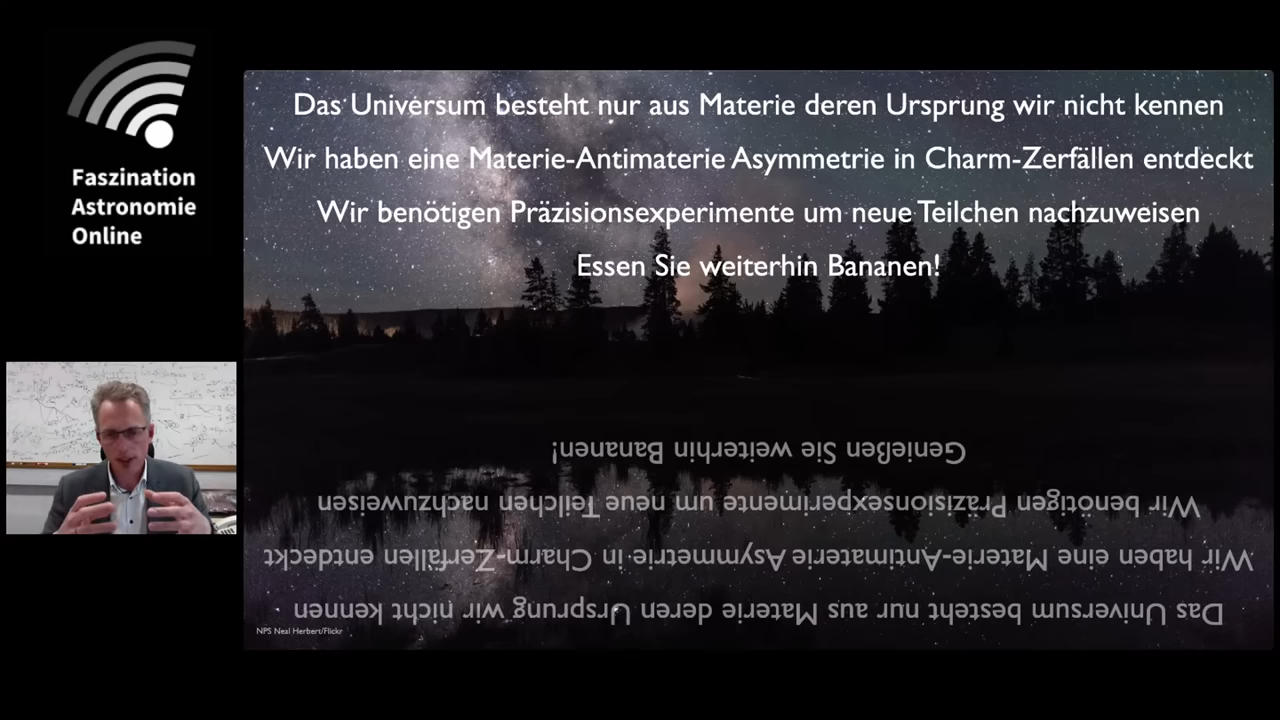 Faszination
Astronomie
Online
Das Universum besteht nur aus Materie deren Ursprung wir nicht kennen
Wir haben eine Materie-Antimaterie Asymmetrie in Charm-Zerfällen entdeckt
Wir benötigen Präzisionsexperimente um neue Teilchen nachzuweisen
Essen Sie weiterhin Bananen!
Genießen Sie weiterhin Bananen!
Wir benötigen Präzisionsexperimente um neue Teilchen nachzuweisen
Wir haben eine Materie-Antimaterie Asymmetrie in Charm-Zerfällen entdeckt
Das Universum besteht nur aus Materie deren Ursprung wir nicht kennen
NPS Neal Herbert/Flickr